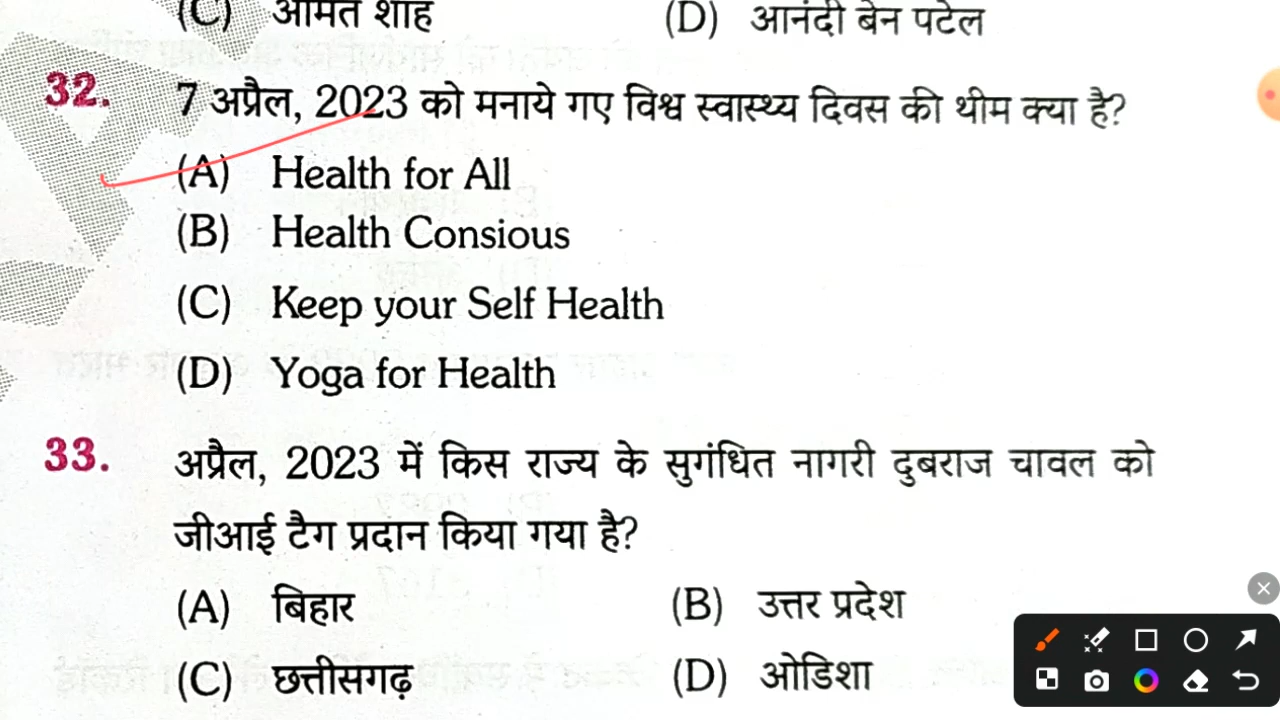 (C) अमित शाह (D) आनंदी बेन पटेल
32. 7 अप्रैल, 2023 को मनाये गए विश्व स्वास्थ्य दिवस की थीम क्या है?
(A) Health for All
(B) Health Consious
(C) Keep your Self Health
(D) Yoga for Health
33. अप्रैल, 2023 में किस राज्य के सुगंधित नागरी दुबराज चावल को
जीआई टैग प्रदान किया गया है?
(A) बिहार (B) उत्तर प्रदेश
(C) छत्तीसगढ़ (D) ओडिशा